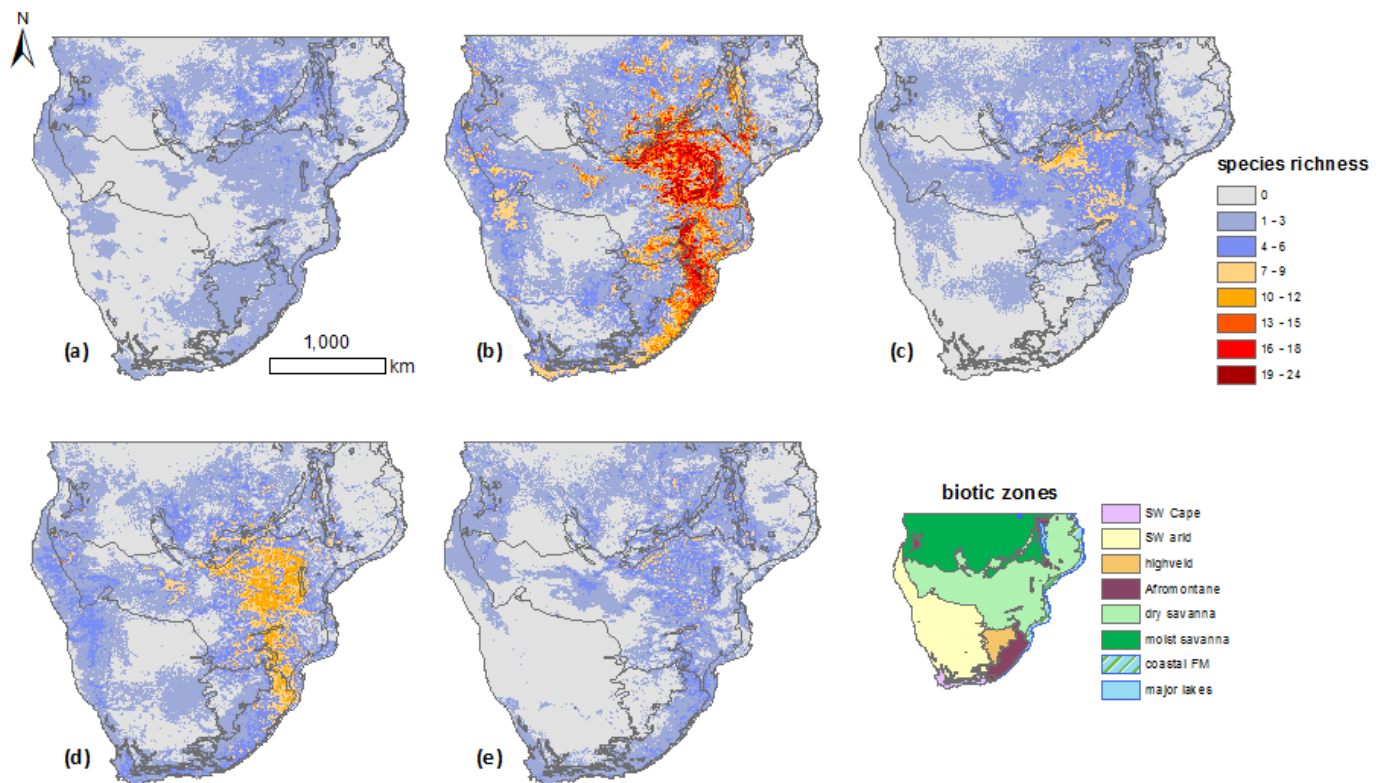 N
(a)
1,000
km
(b)
(c)
species richness
0
1 - 3
4 - 6
7 - 9
10 - 12
13 - 15
16 - 18
19 - 24
(d)
(e)
biotic zones
SW Cape
SW arid
highveld
Afromontane
dry savanna
moist savanna
coastal FM
major lakes